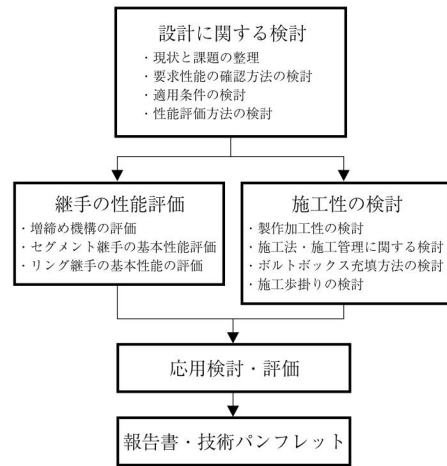 設計に関する検討
・現状と課題の整理
・要求性能の確認方法の検討
・適用条件の検討
・性能評価方法の検討
継手の性能評価
・増締め機構の評価
・セグメント継手の基本性能評価
・リング継手の基本性能の評価
施工性の検討
・製作加工性の検討
・施工法・施工管理に関する検討
・ボルトボックス充填方法の検討
・施工歩掛りの検討
応用検討・評価
報告書・技術パンフレット